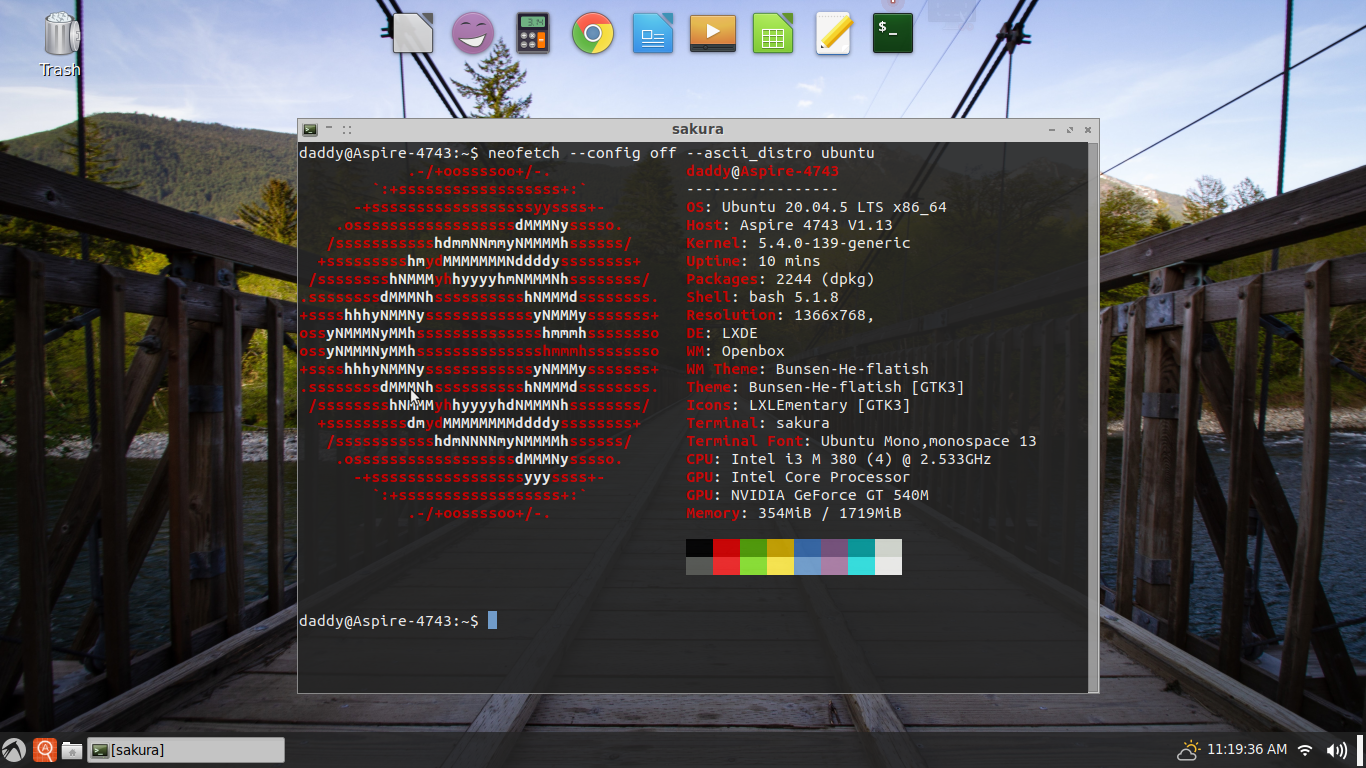 3.14
Trash
sakura
daddy@Aspire-4743:~$ neofetch --config off --ascii_distro ubuntu
.-/+oossssoo+/-. daddy@Aspire-4743
`:+ssssssssssssssssss+:` -----------------
-+ssssssssssssssssssyyssss+- OS: Ubuntu 20.04.5 LTS x86_64
.ossssssssssssssssssdMMMNysssso. Host: Aspire 4743 V1.13
/ssssssssssshdmmNNmmyNMMMMhssssss/ Kernel: 5.4.0-139-generic
+ssssssssshmydMMMMMMMNddddyssssssss+ Uptime: 10 mins
/sssssssshNMMMyhhyyyyhmNMMMNhssssssss/ Packages: 2244 (dpkg)
.ssssssssdMMMNhsssssssssshNMMMdssssssss. Shell: bash 5.1.8
+sssshhhyNMMNyssssssssssssyNMMMysssssss+ Resolution: 1366x768,
ossyNMMMNyMMhsssssssssssssshmmmhssssssso DE: LXDE
ossyNMMMNyMMhsssssssssssssshmmmhssssssso WM: Openbox
+sssshhhyNMMNyssssssssssssyNMMMysssssss+ WM Theme: Bunsen-He-flatish
.ssssssssdMMMNhsssssssssshNMMMdssssssss. Theme: Bunsen-He-flatish [GTK3]
/sssssssshNMMMyhhyyyyhdNMMMNhssssssss/ Icons: LXLEmentary [GTK3]
+sssssssssdmydMMMMMMMMddddyssssssss+ Terminal: sakura
/ssssssssssshdmNNNNmyNMMMMhssssss/ Terminal Font: Ubuntu Mono,monospace 13
.ossssssssssssssssssdMMMNysssso. CPU: Intel i3 M 380 (4) @ 2.533GHz
-+sssssssssssssssssyyyssss+- GPU: Intel Core Processor
`:+ssssssssssssssssss+:` GPU: NVIDIA GeForce GT 540M
.-/+oossssoo+/-. Memory: 354MiB / 1719MiB
daddy@Aspire-4743:~$
[sakura] 11:19:36 AM